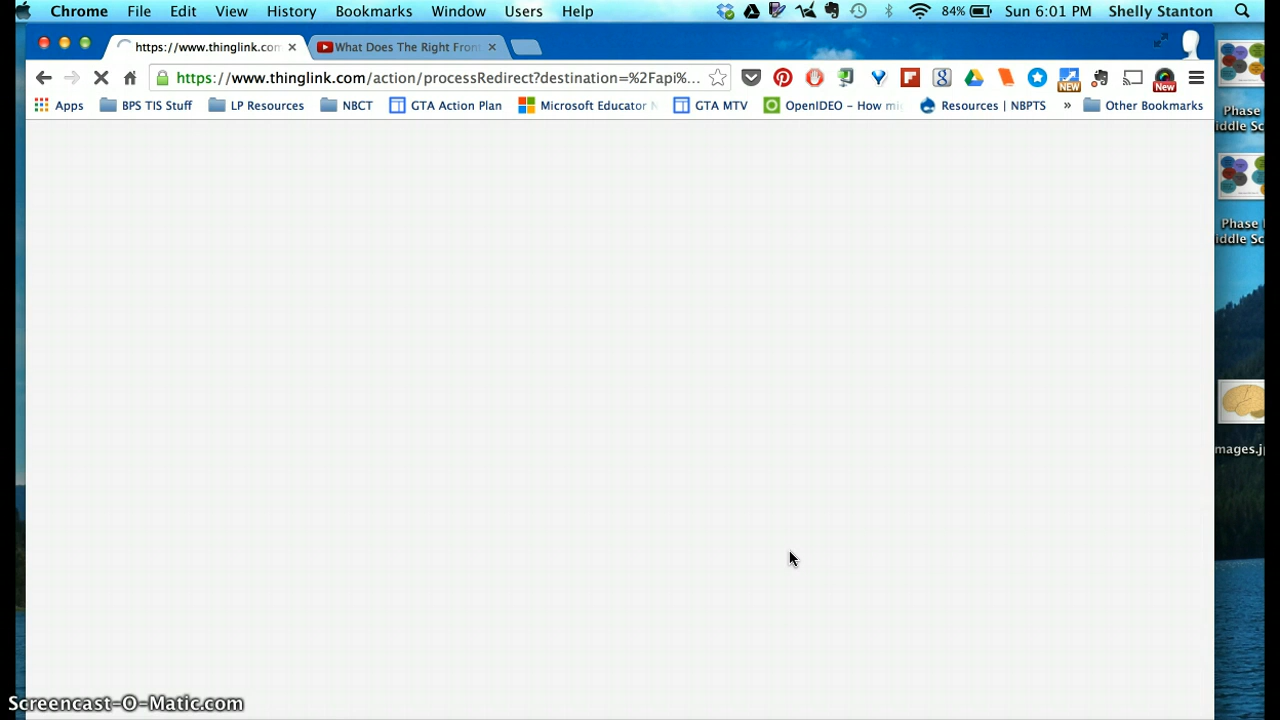 Chrome File Edit View History Bookmarks Window Users Help 84% Sun 6:01 PM Shelly Stanton
https://www.thinglink.com What Does The Right Front
https://www.thinglink.com/action/processRedirect?destination=%2Fapi%...
NEW New
Apps BPS TIS Stuff LP Resources NBCT GTA Action Plan Microsoft Educator N GTA MTV OpenIDEO – How mi Resources | NBPTS » Other Bookmarks
Phase
iddle Sc
Phase
iddle Sc
mages.j
Screencast-O-Matic.com